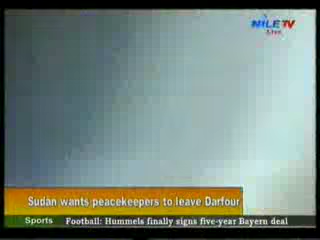 NILE TV
Live
Sudan wants peacekeepers to leave Darfour
Sports Football: Hummels finally signs five-year Bayern deal